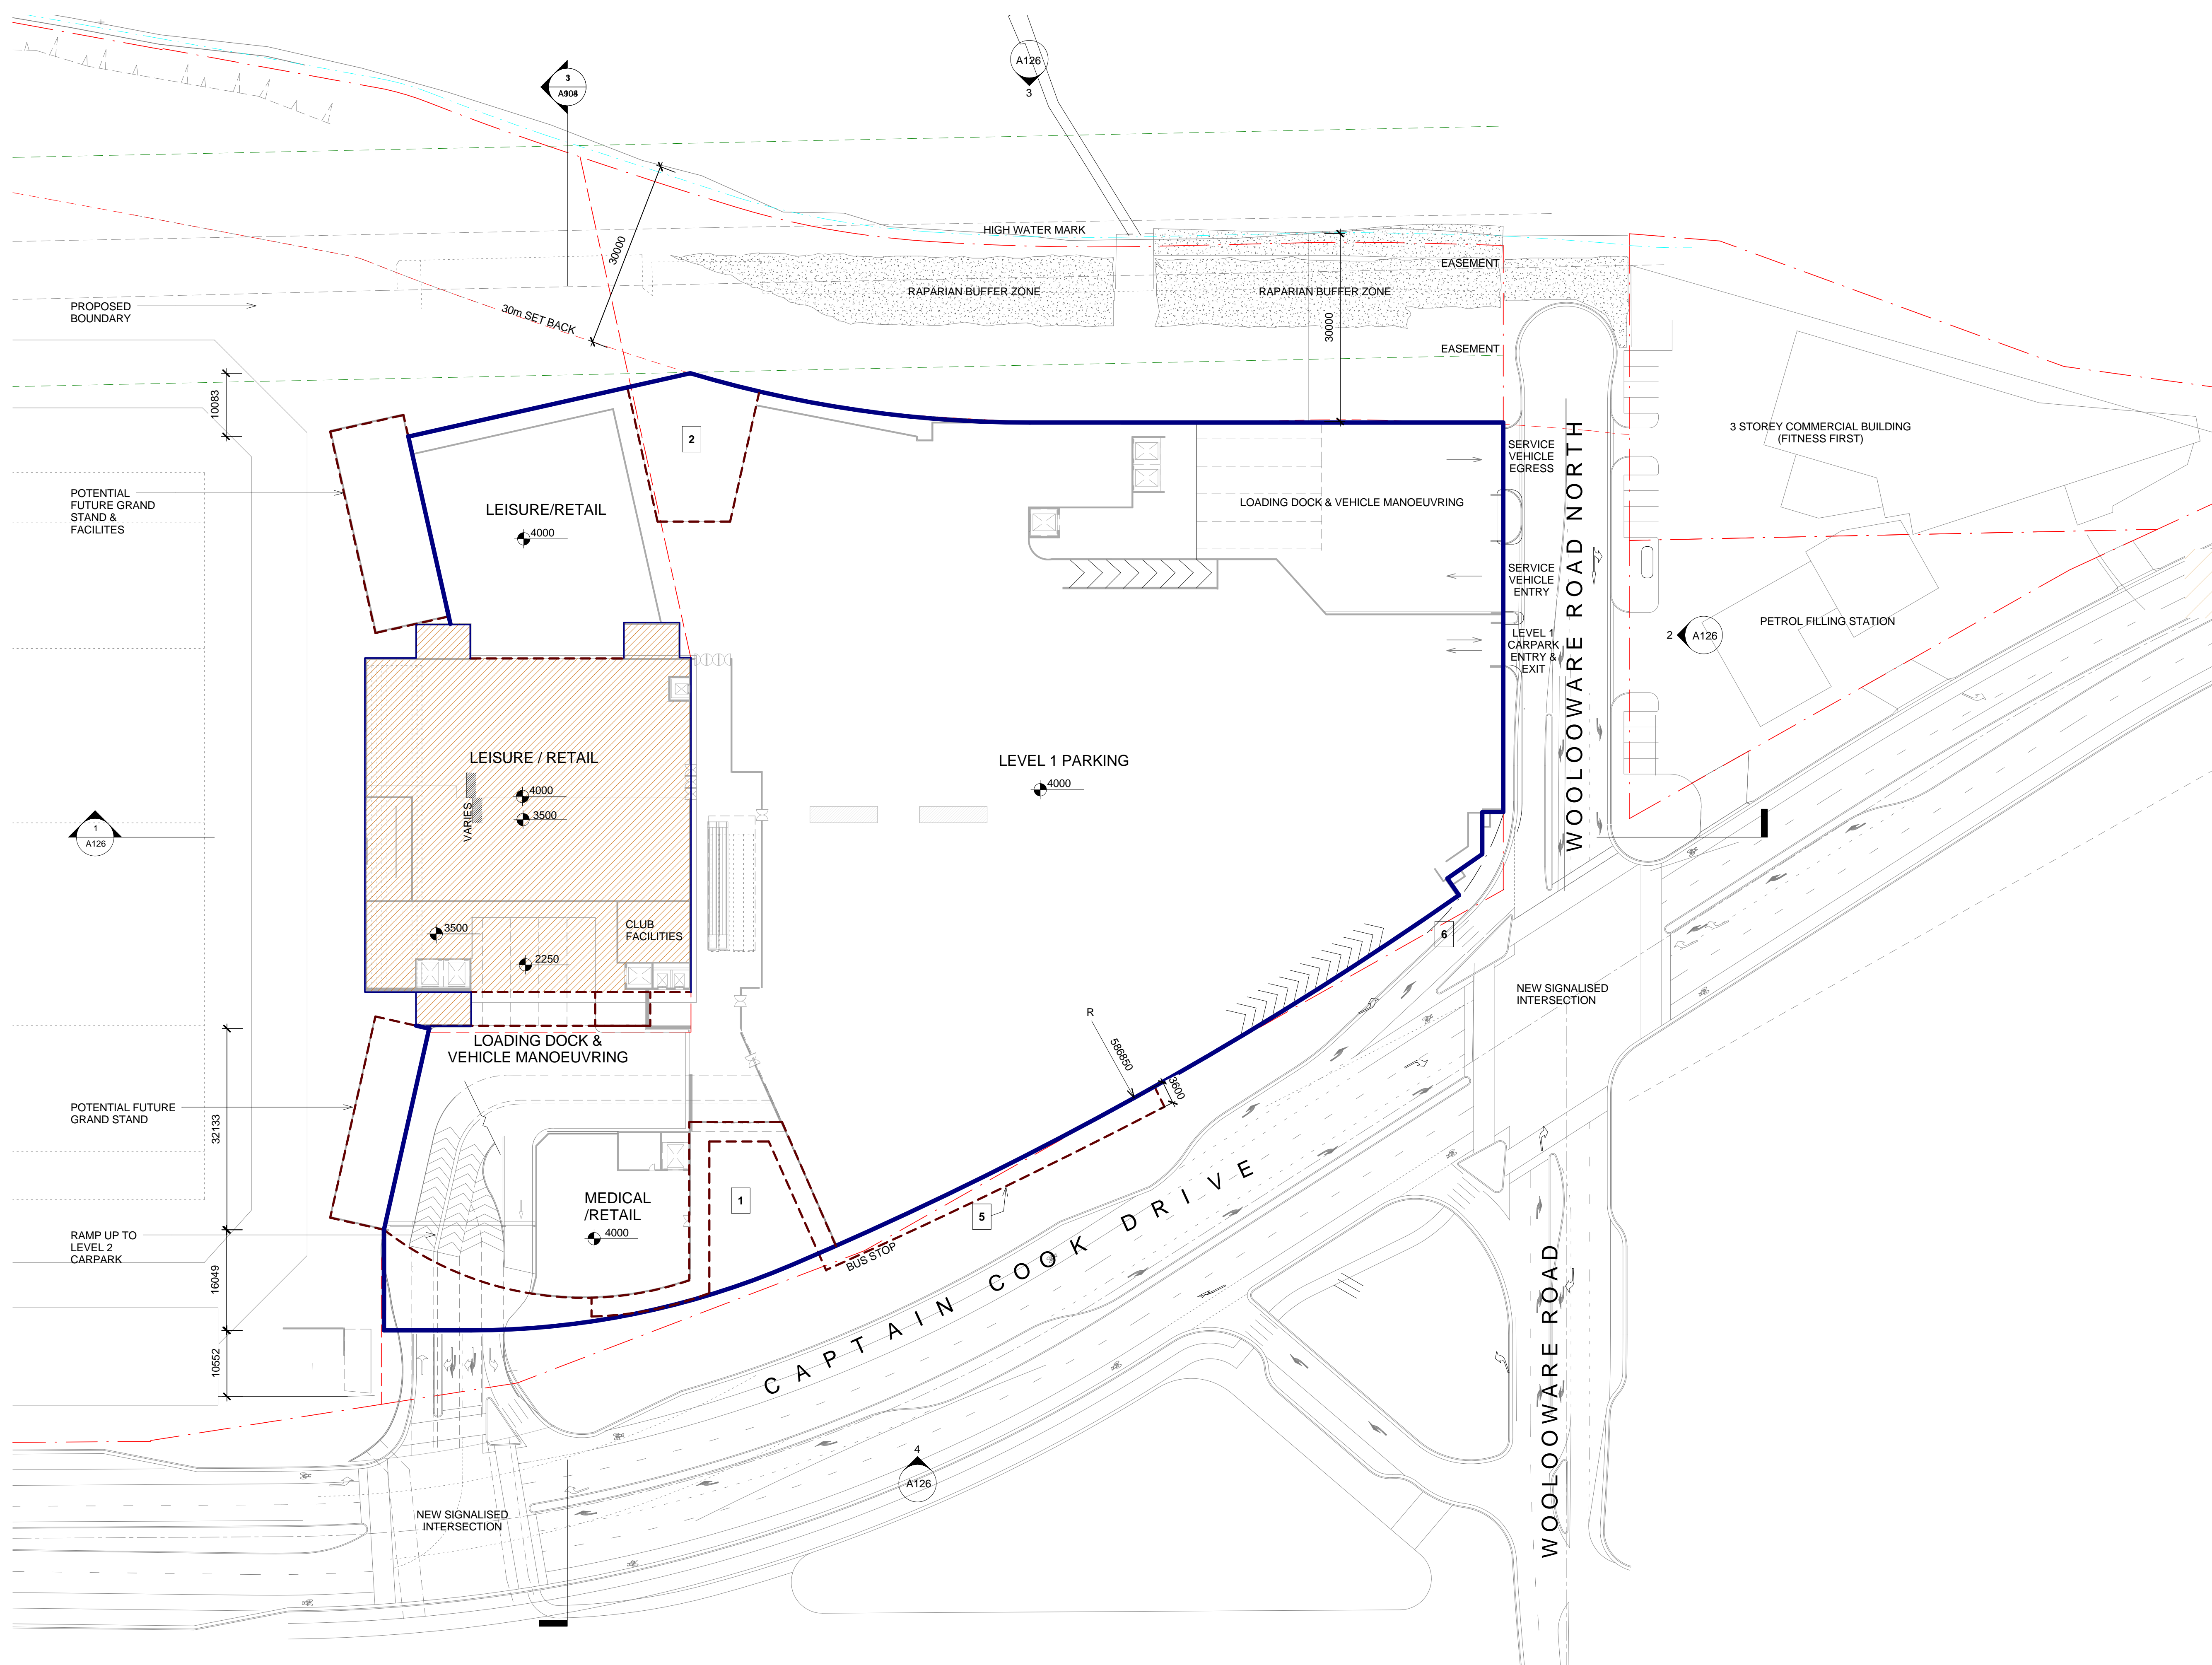 A126
3
3
HIGH WATER MARK
EASEMENT
30000
RAPARIAN BUFFER ZONE
RAPARIAN BUFFER ZONE
PROPOSED
BOUNDARY
30m SET BACK
30000
EASEMENT
10083
2
3 STOREY COMMERCIAL BUILDING
(FITNESS FIRST)
SERVICE
VEHICLE
EGRESS
WOOLOOWARE ROAD NORTH
POTENTIAL
FUTURE GRAND
STAND &
FACILITES
LEISURE/RETAIL
4000
LOADING DOCK & VEHICLE MANOEUVRING
SERVICE
VEHICLE
ENTRY
PETROL FILLING STATION
2
A126
LEVEL 1
CARPARK
ENTRY &
EXIT
LEISURE / RETAIL
4000
3500
VARIES
LEVEL 1 PARKING
4000
1
A126
3500
2250
CLUB
FACILITIES
6
NEW SIGNALISED
INTERSECTION
R
586850
3600
LOADING DOCK &
VEHICLE MANOEUVRING
POTENTIAL FUTURE
GRAND STAND
32133
MEDICAL
/RETAIL
4000
1
5
BUS STOP
RAMP UP TO
LEVEL 2
CARPARK
16049
10552
CAPTAIN COOK DRIVE
WOOLOOWARE ROAD
4
A126
NEW SIGNALISED
INTERSECTION